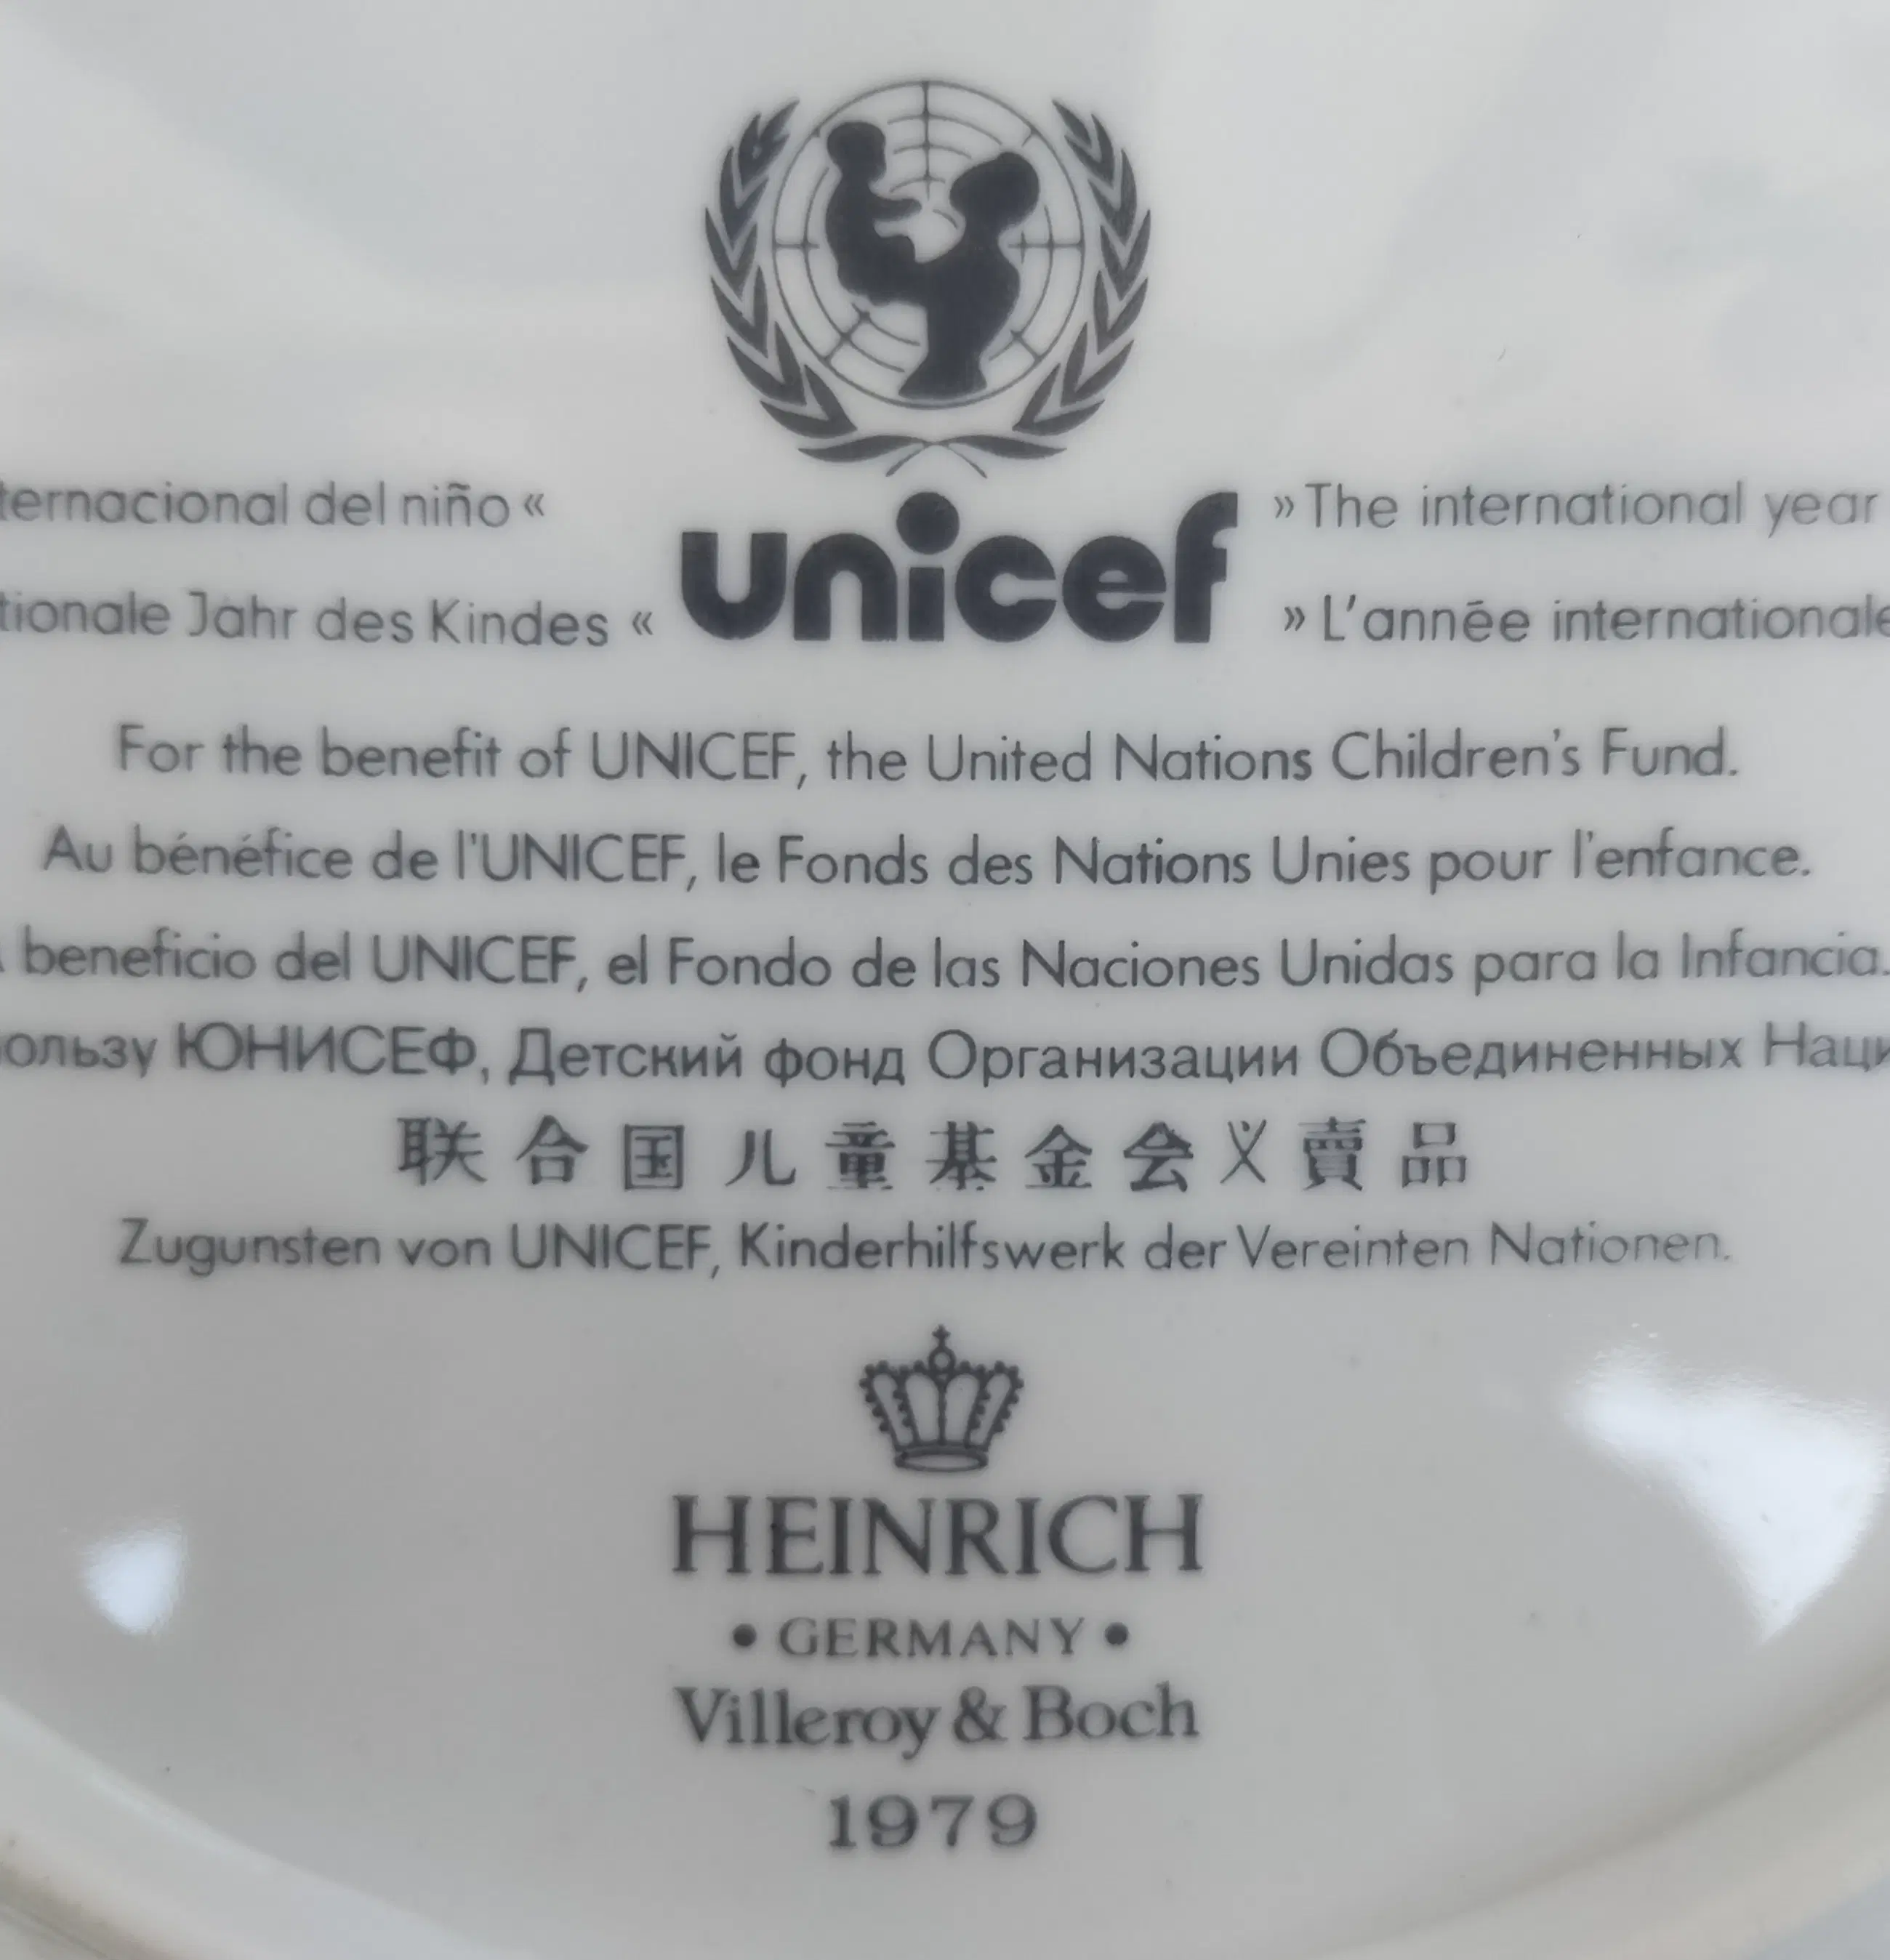 ternacional del niño «
unicef
» The international year
tionale Jahr des Kindes «
» L'annēe internationale
For the benefit of UNICEF, the United Nations Children's Fund.
Au bénéfice de l'UNICEF, le Fonds des Nations Unies pour l'enfance.
beneficio del UNICEF, el Fondo de las Naciones Unidas para la Infancia.
ользу ЮНИСЕФ, Детский фонд Организации Объединенных Наци
联合国儿童基金会义賣品
Zugunsten von UNICEF, Kinderhilfswerk der Vereinten Nationen.
HEINRICH
• GERMANY •
Villeroy & Boch
1979